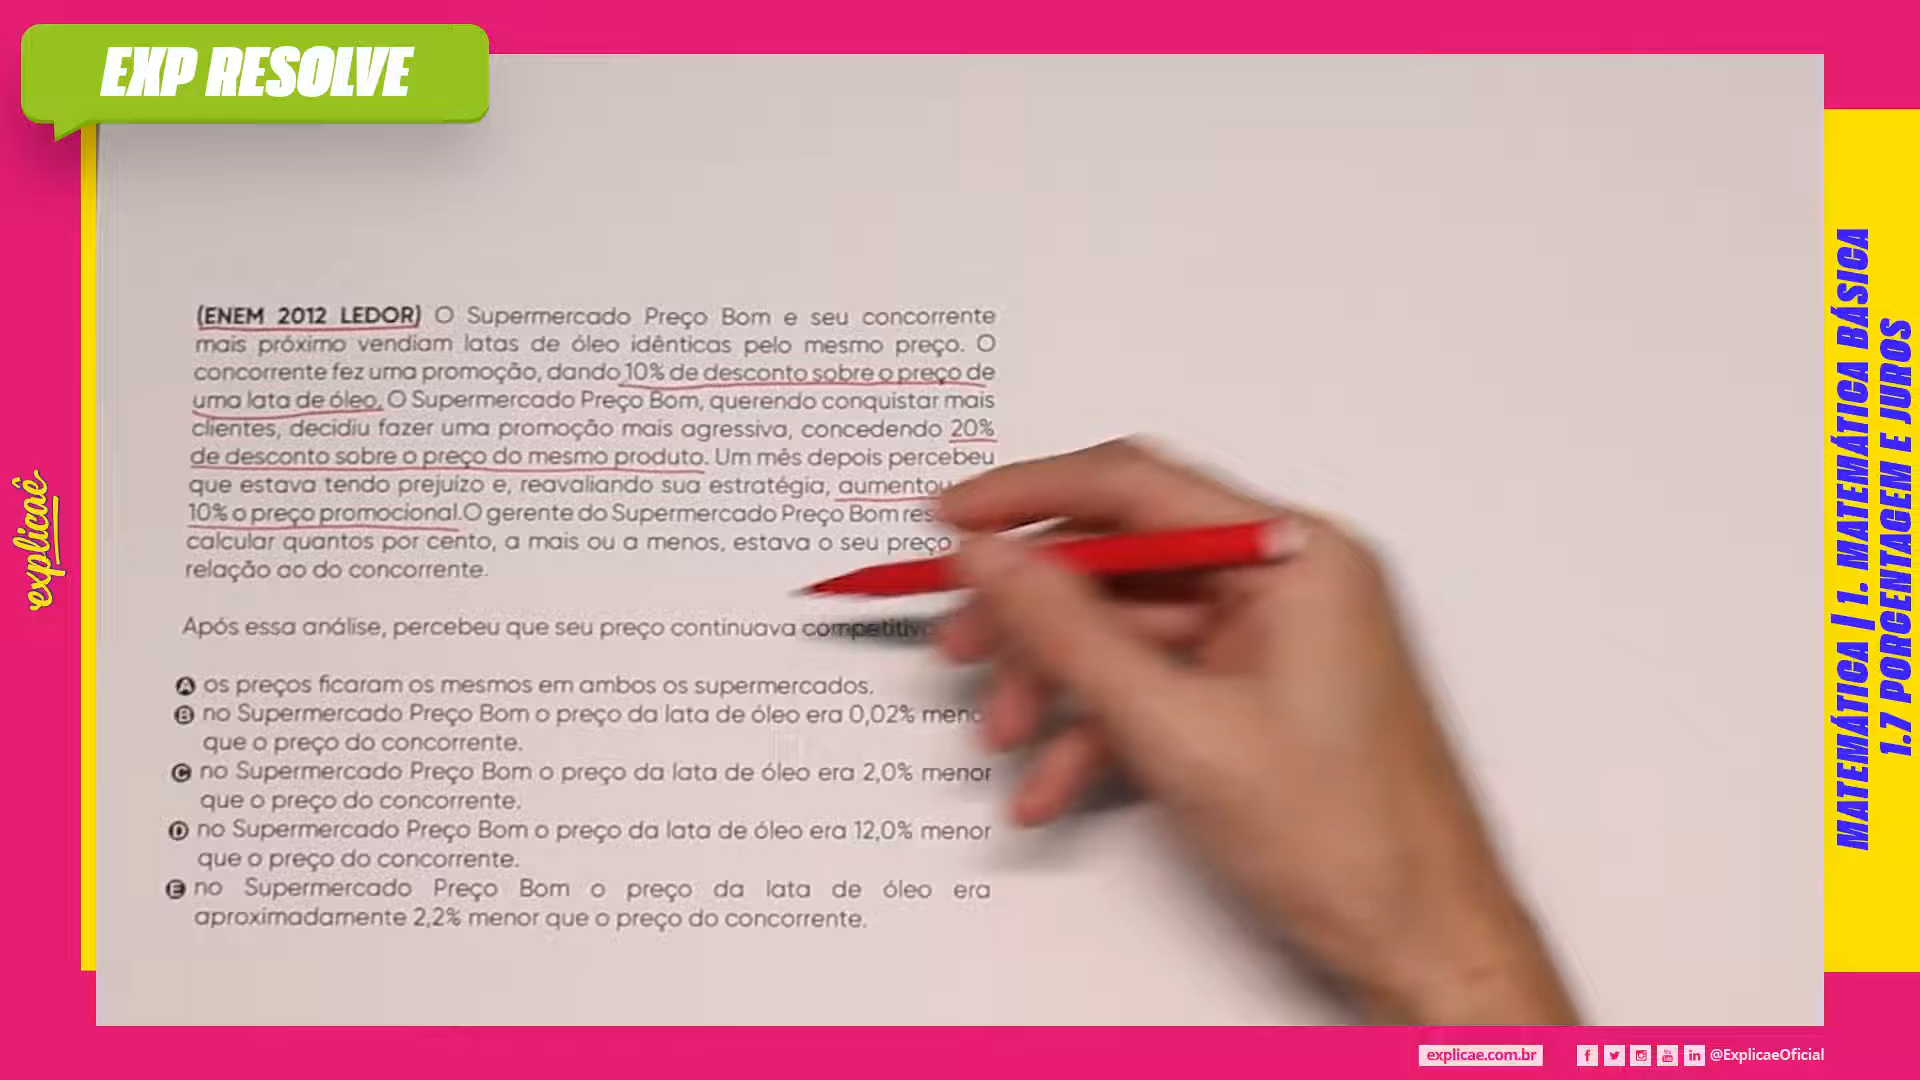 EXP RESOLVE
(ENEM 2012 LEDOR) O Supermercado Preço Bom e seu concorrente
mais próximo vendiam latas de óleo idênticas pelo mesmo preço. O
concorrente fez uma promoção, dando 10% de desconto sobre o preço de
uma lata de óleo. O Supermercado Preço Bom, querendo conquistar mais
clientes, decidiu fazer uma promoção mais agressiva, concedendo 20%
de desconto sobre o preço do mesmo produto. Um mês depois percebeu
que estava tendo prejuízo e, reavaliando sua estratégia, aumentou
10% o preço promocional.O gerente do Supermercado Preço Bom
calcular quantos por cento, a mais ou a menos, estava o seu preço
relação ao do concorrente.
Após essa análise, percebeu que seu preço continuava
A os preços ficaram os mesmos em ambos os supermercados.
B no Supermercado Preço Bom o preço da lata de óleo era 0,02%
que o preço do concorrente.
C no Supermercado Preço Bom o preço da lata de óleo era 2,0% menor
que o preço do concorrente.
D no Supermercado Preço Bom o preço da lata de óleo era 12,0% menor
que o preço do concorrente.
E no Supermercado Preço Bom o preço da lata de óleo era
aproximadamente 2,2% menor que o preço do concorrente.
explicaê
MATEMÁTICA | 1. MATEMÁTICA BÁSICA
1.7 PORCENTAGEM E JUROS
explicae.com.br
@ExplicaeOficial